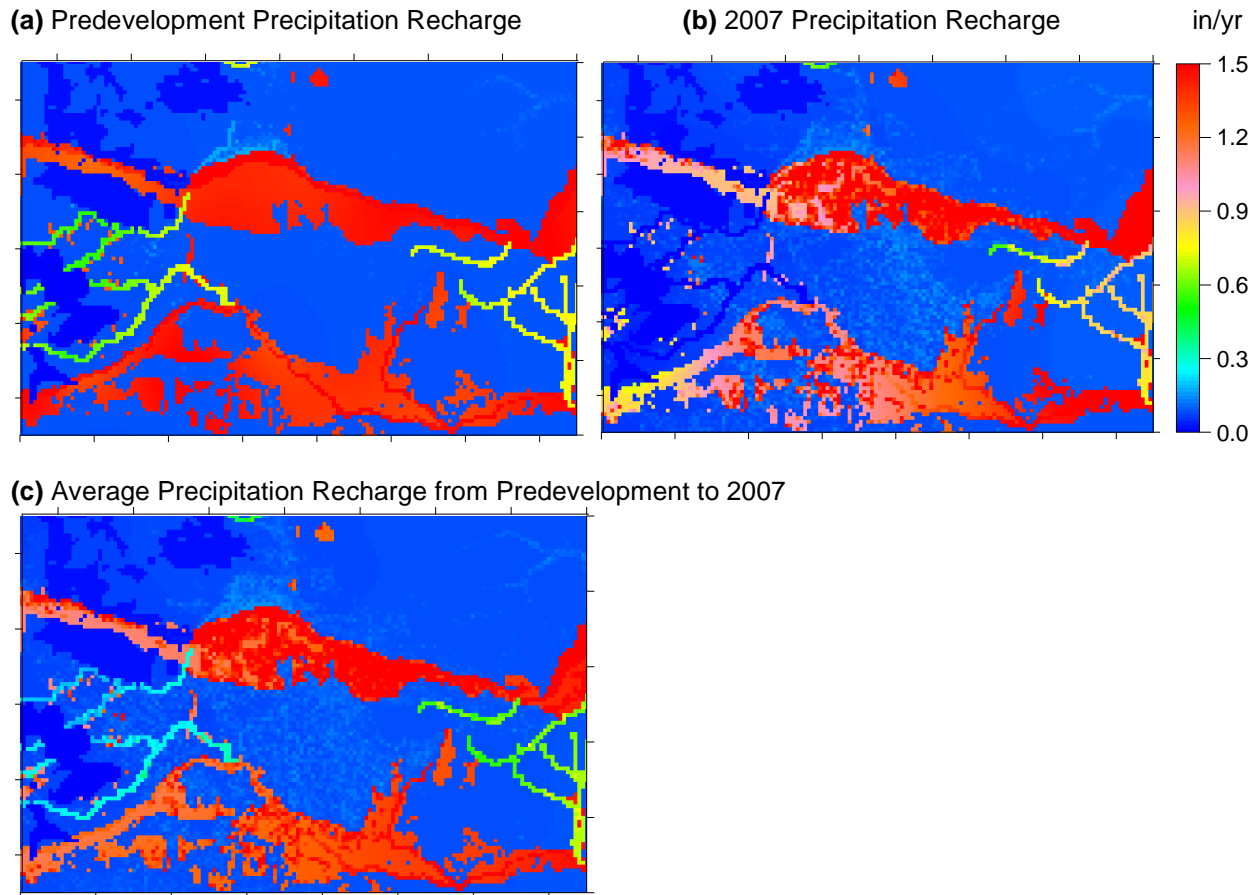 (a) Predevelopment Precipitation Recharge
(b) 2007 Precipitation Recharge
in/yr
1.5
1.2
0.9
0.6
0.3
0.0
(c) Average Precipitation Recharge from Predevelopment to 2007